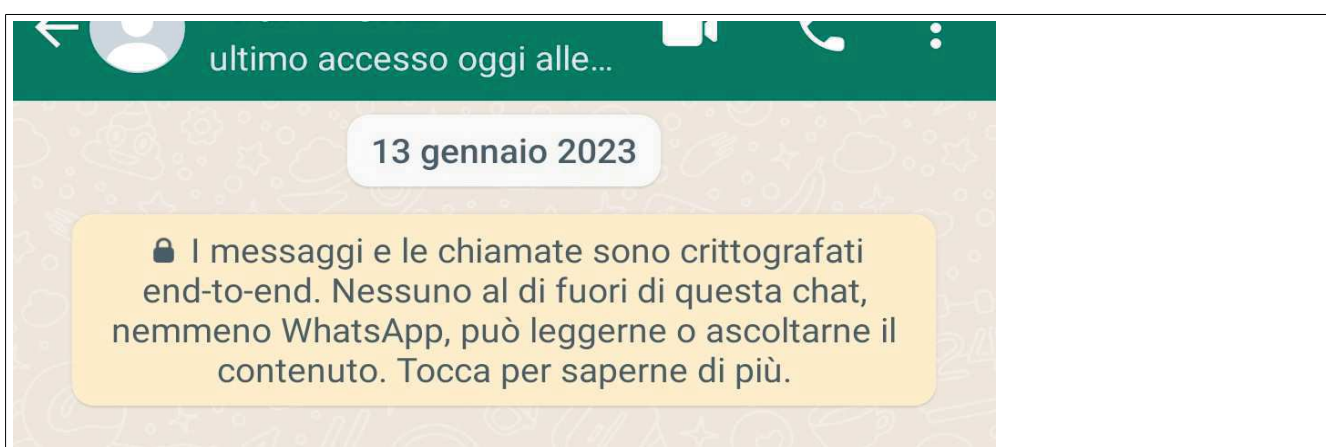 ultimo accesso oggi alle...
13 gennaio 2023
I messaggi e le chiamate sono crittografati
end-to-end. Nessuno al di fuori di questa chat,
nemmeno WhatsApp, può leggerne o ascoltarne il
contenuto. Tocca per saperne di più.